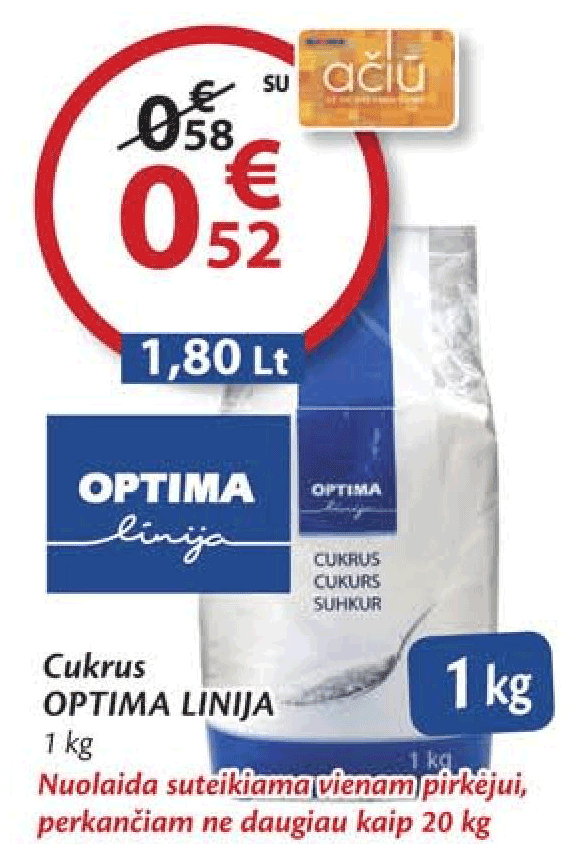 SU
ačiū
0 € 58
0 € 52
1,80 Lt
OPTIMA
linija
OPTIMA
linija
CUKRUS
CUKURS
SUHKUR
Cukrus
OPTIMA LINIJA
1 kg
1 kg
1 kg
Nuolaida suteikiama vienam pirkėjui,
perkančiam ne daugiau kaip 20 kg